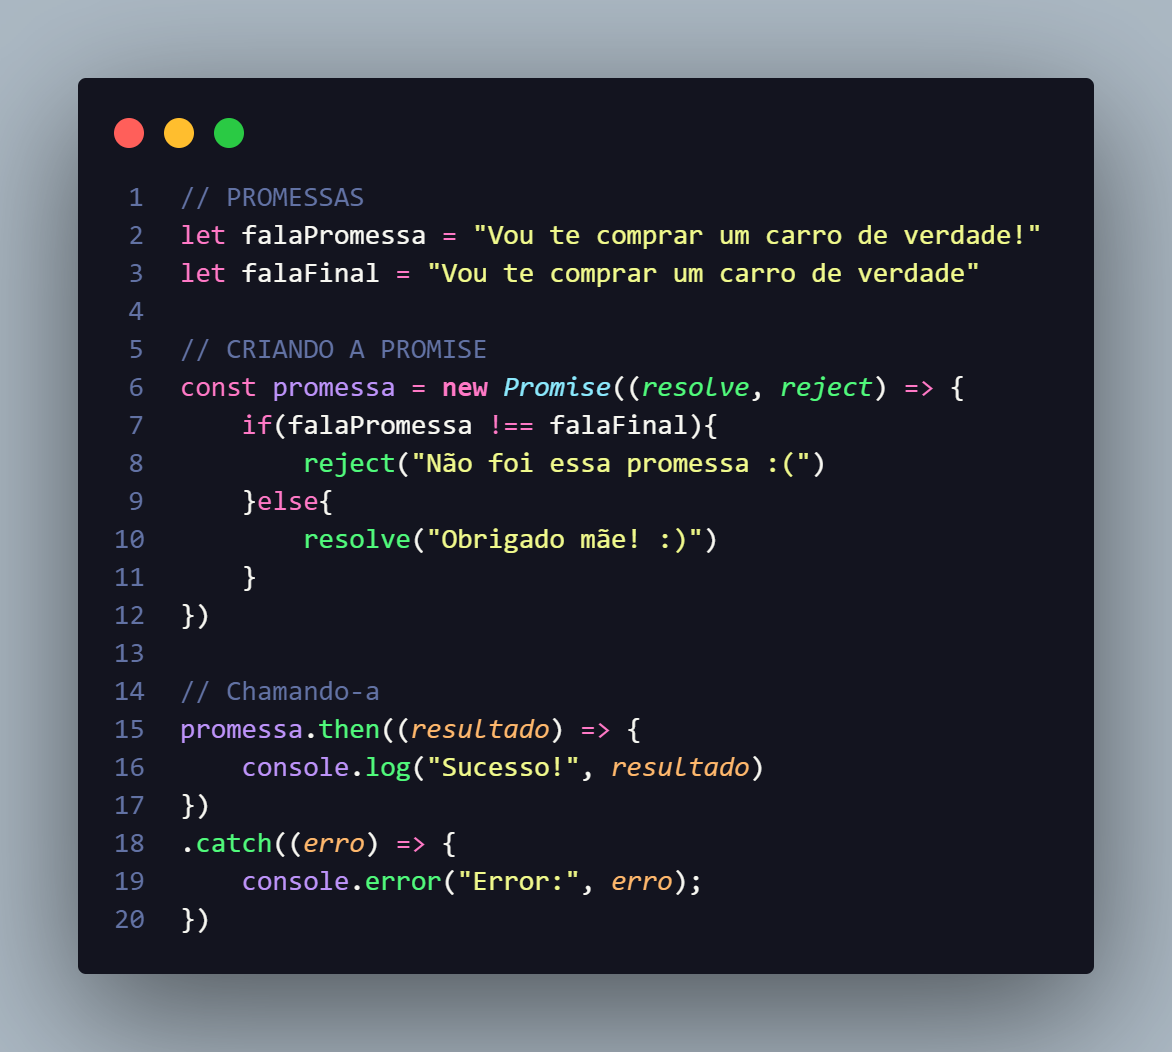 1 // PROMESSAS
2 let falaPromessa = "Vou te comprar um carro de verdade!"
3 let falaFinal = "Vou te comprar um carro de verdade"
4
5 // CRIANDO A PROMISE
6 const promessa = new Promise((resolve, reject) => {
7     if(falaPromessa !== falaFinal){
8         reject("Não foi essa promessa :(")
9     }else{
10         resolve("Obrigado mãe! :)")
11     }
12 })
13
14 // Chamando-a
15 promessa.then((resultado) => {
16     console.log("Sucesso!", resultado)
17 })
18 .catch((erro) => {
19     console.error("Error:", erro);
20 })